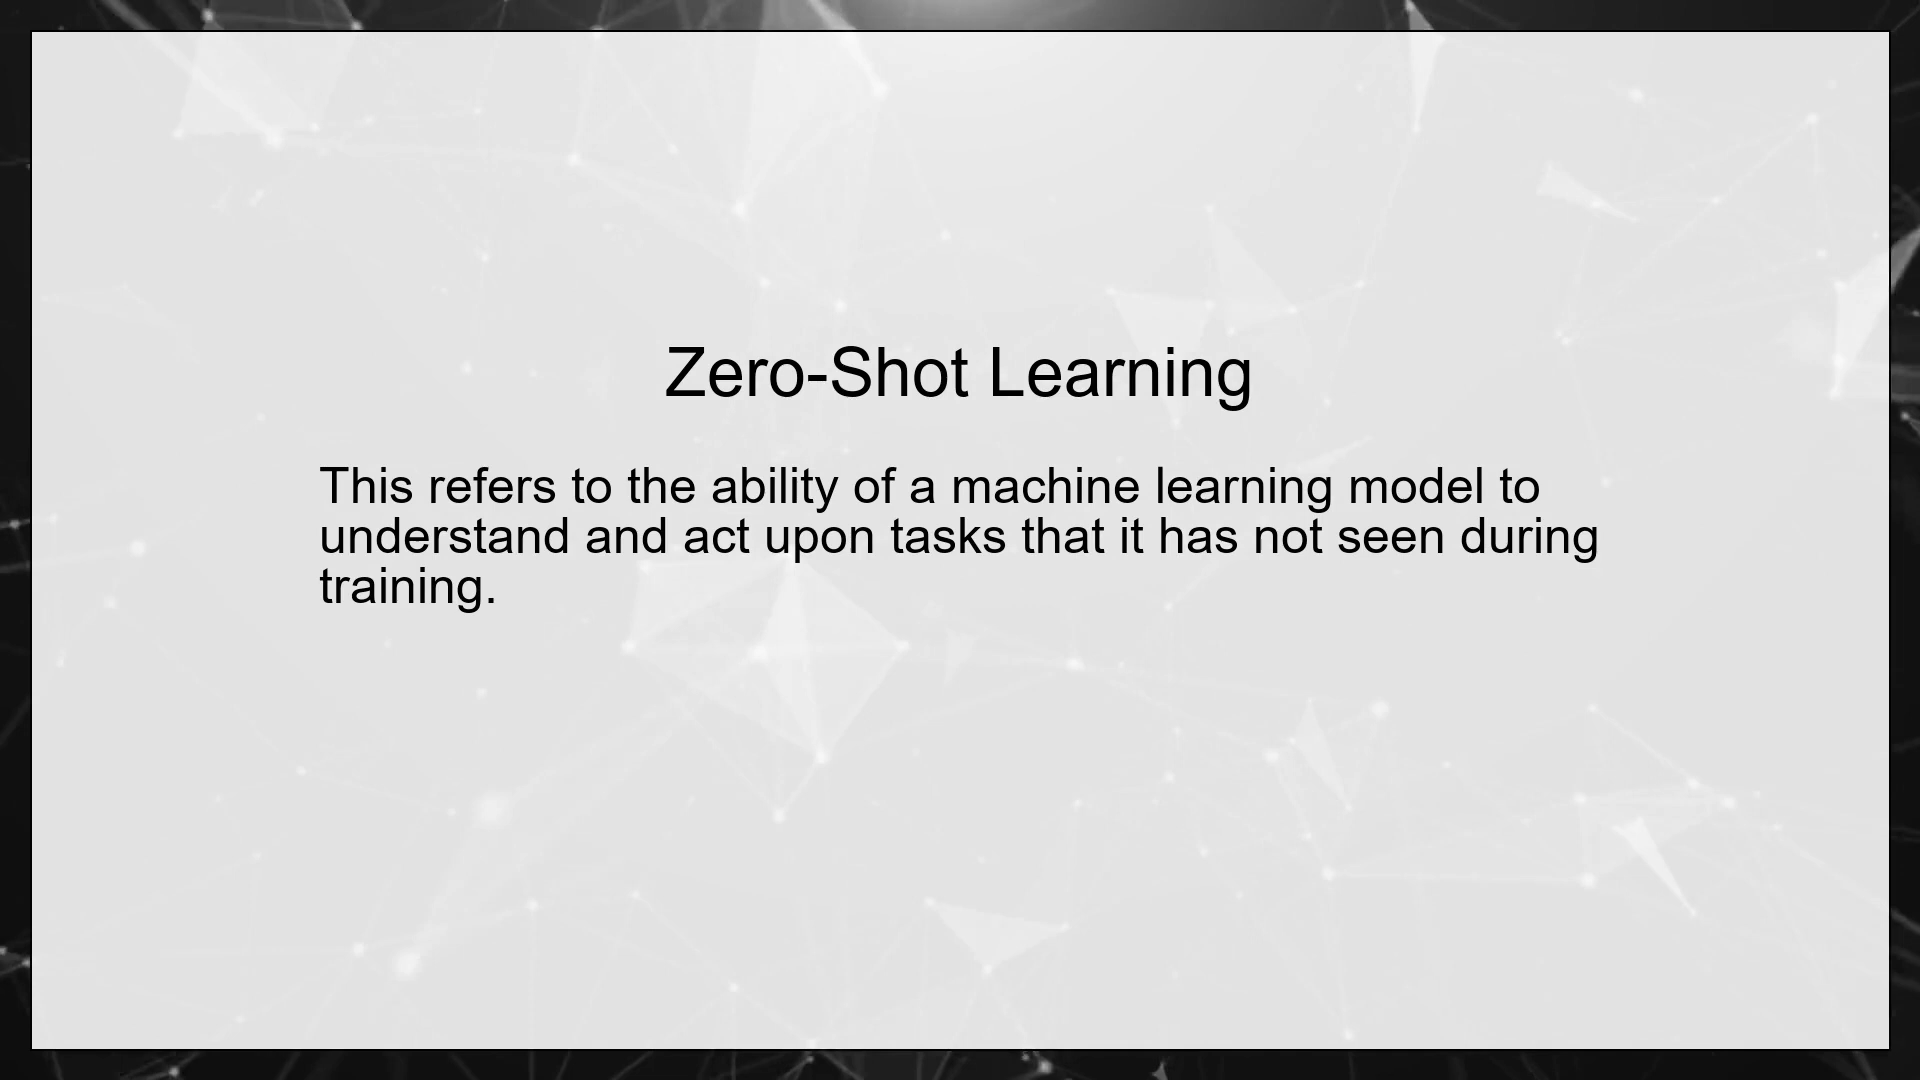 Zero-Shot Learning
This refers to the ability of a machine learning model to
understand and act upon tasks that it has not seen during
training.